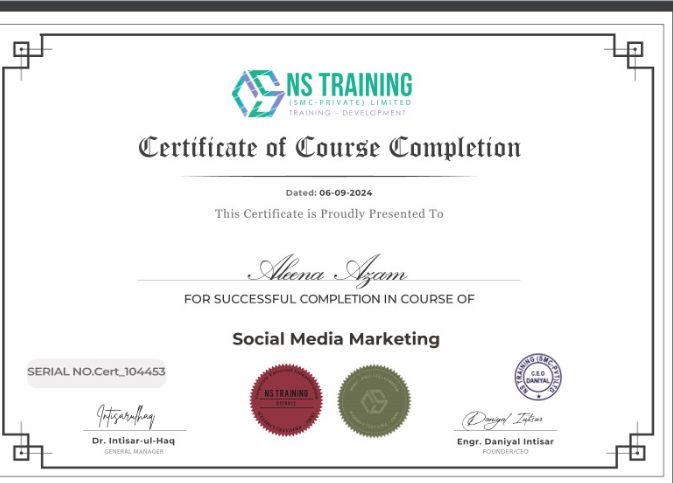 NS TRAINING
(SMC-PRIVATE) LIMITED
TRAINING - DEVELOPMENT
Certificate of Course Completion
Dated: 06-09-2024
This Certificate is Proudly Presented To
Aleena Azam
FOR SUCCESSFUL COMPLETION IN COURSE OF
Social Media Marketing
SERIAL NO.Cert_104453
NS TRAINING
NS TRAINING (SMC-PVT) LTD
C.E.O
DANIYAL
Intisarulhaq
Daniyal Intisar
Dr. Intisar-ul-Haq
Engr. Daniyal Intisar
GENERAL MANAGER
FOUNDER/CEO